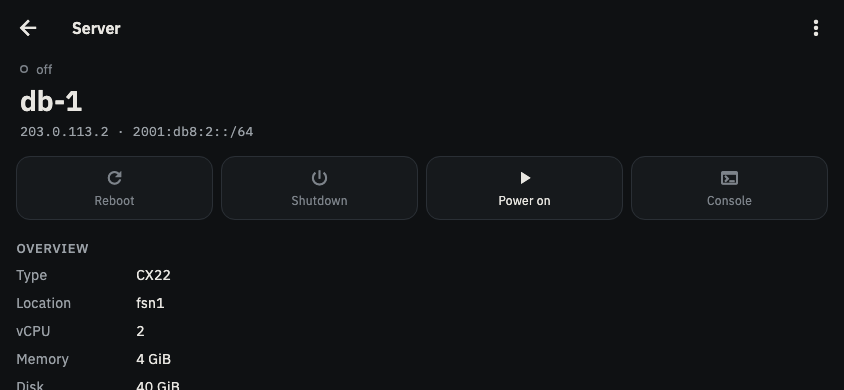 Server
off
db-1
203.0.113.2 · 2001:db8:2::/64
Reboot Shutdown Power on Console
OVERVIEW
Type CX22
Location fsn1
vCPU 2
Memory 4 GiB
Disk 40 GiB